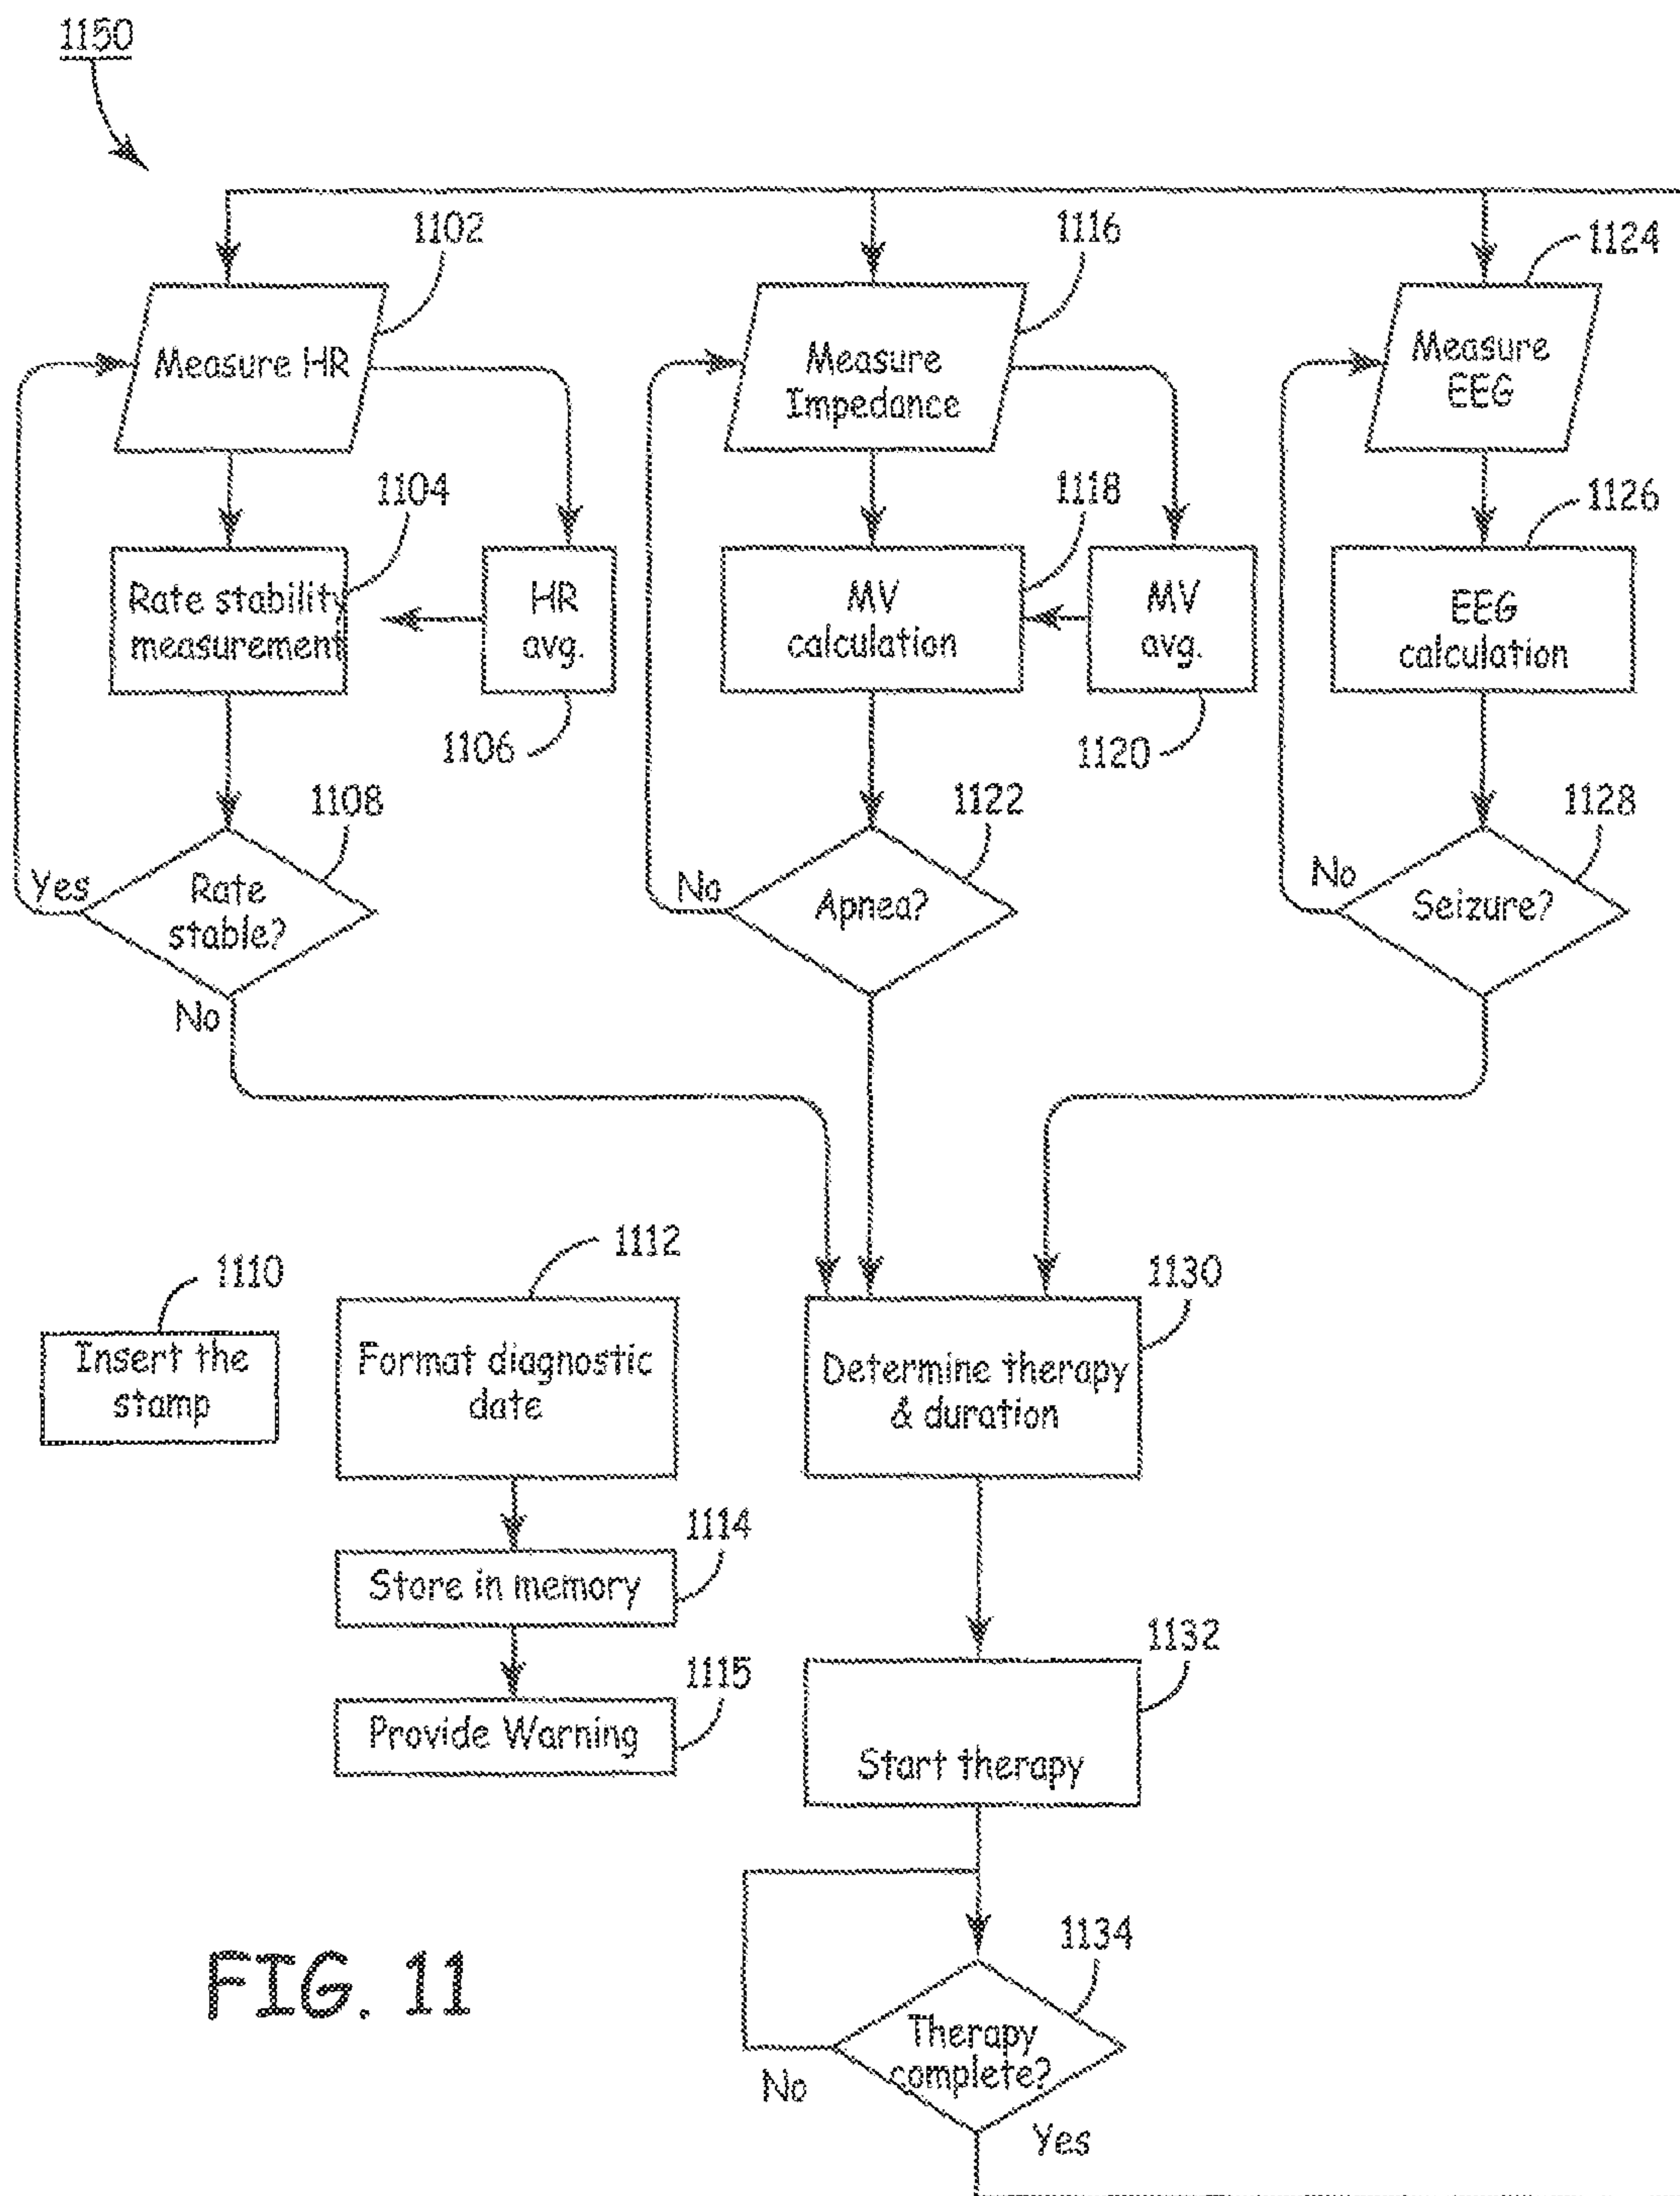 1150
1102
1116
1124
Measure HR
Measure
Impedance
Measure
EEG
1104
1118
1126
Rate stability
measurement
HR
avg.
MV
calculation
MV
avg.
EEG
calculation
1106
1120
1108
1122
1128
Yes
Rate
stable?
No
Apnea?
No
Seizure?
No
1110
1112
1130
Insert the
stamp
Format diagnostic
date
Determine therapy
& duration
1114
Store in memory
1132
1115
Provide Warning
Start therapy
1134
FIG. 11
Therapy
complete?
No
Yes